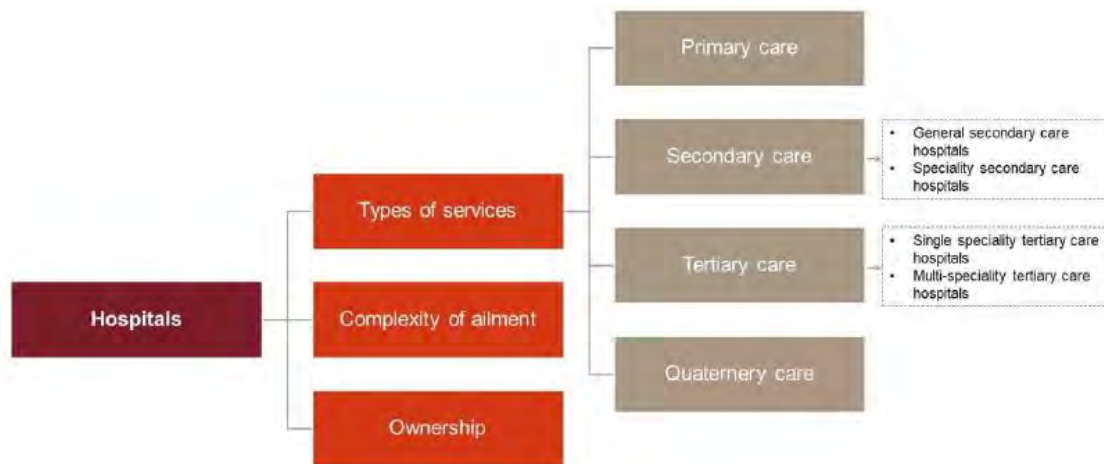 Primary care
Secondary care
• General secondary care
hospitals
• Speciality secondary care
hospitals
Types of services
Tertiary care
• Single speciality tertiary care
hospitals
• Multi-speciality tertiary care
hospitals
Hospitals
Complexity of ailment
Quaternery care
Ownership